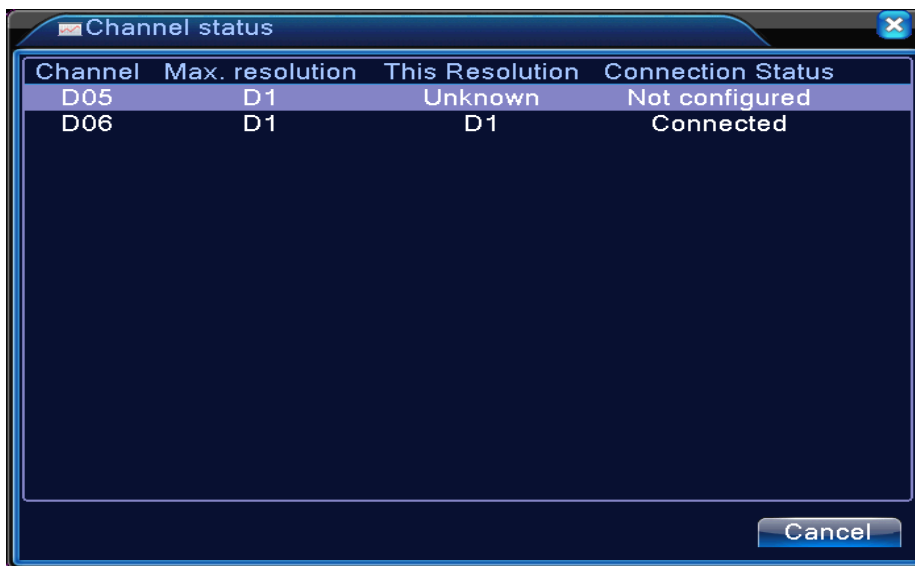 Channel status
Channel Max. resolution This Resolution Connection Status
D05 D1 Unknown Not configured
D06 D1 D1 Connected
Cancel